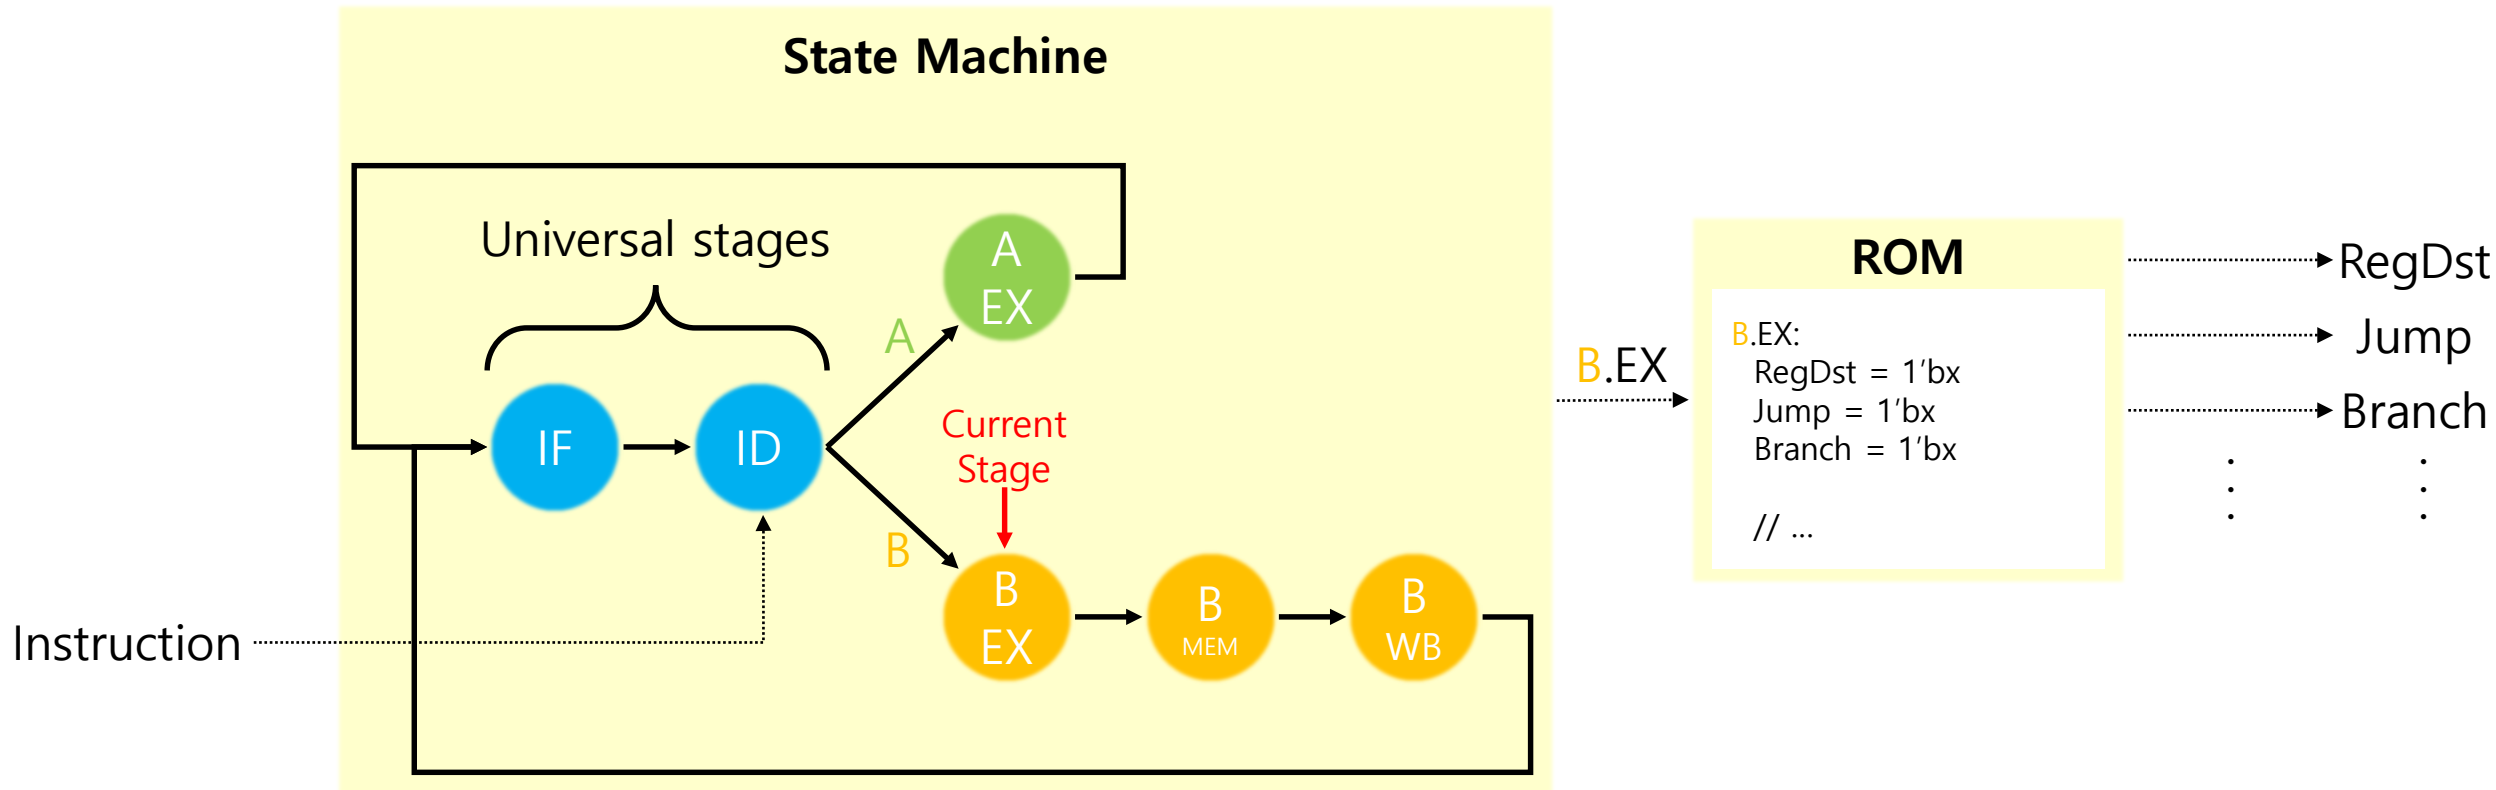 State Machine
Universal stages
A
EX
A
IF
ID
Current
Stage
B
B
EX
B
MEM
B
WB
Instruction
B.EX
ROM
B.EX:
RegDst = 1'bx
Jump = 1'bx
Branch = 1'bx
// ...
RegDst
Jump
Branch